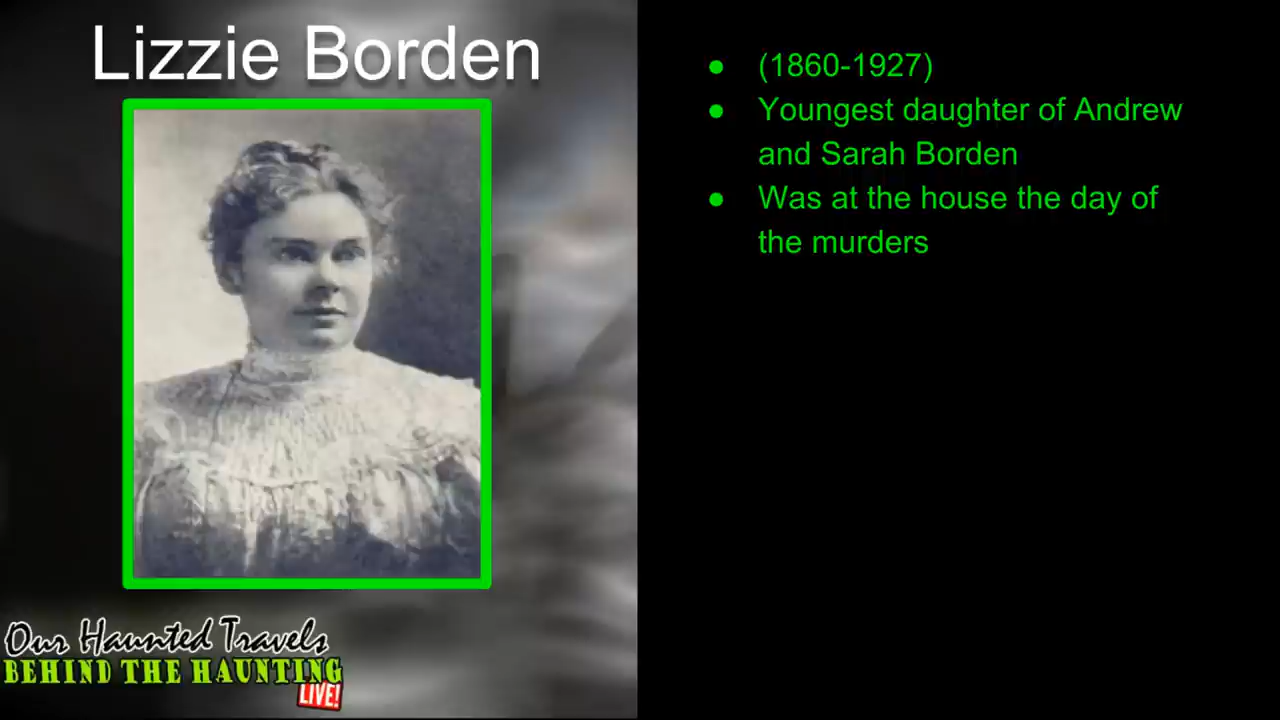 Lizzie Borden
● (1860-1927)
● Youngest daughter of Andrew
and Sarah Borden
● Was at the house the day of
the murders
Our Haunted Travels
BEHIND THE HAUNTING
LIVE!